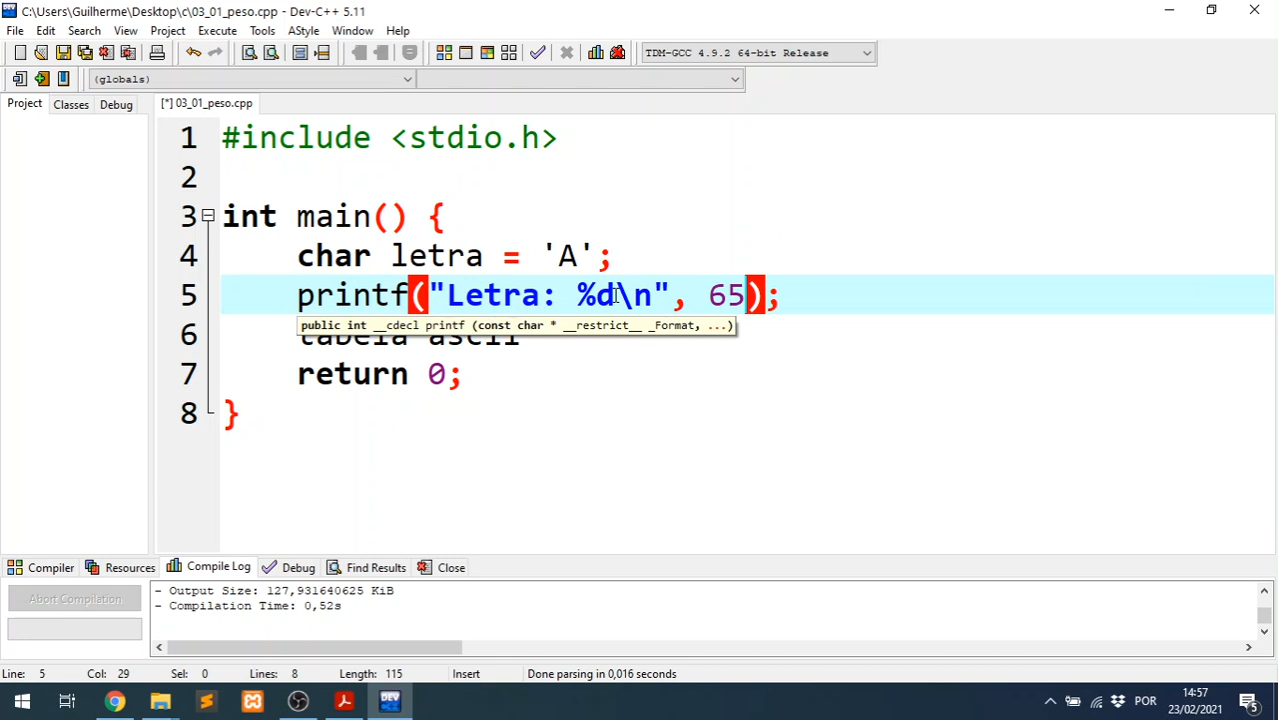 C:\Users\Guilherme\Desktop\c\03_01_peso.cpp - Dev-C++ 5.11
File Edit Search View Project Execute Tools AStyle Window Help
TDM-GCC 4.9.2 64-bit Release
(globals)
Project Classes Debug [*] 03_01_peso.cpp
1 #include <stdio.h>
2
3 int main() {
4 char letra = 'A';
5 printf("Letra: %d\n", 65);
public int __cdecl printf (const char * __restrict__ _Format, ...)
6 tabela ascii
7 return 0;
8 }
Compiler Resources Compile Log Debug Find Results Close
Abort Compilation
- Output Size: 127,931640625 KiB
- Compilation Time: 0,52s
Line: 5 Col: 29 Sel: 0 Lines: 8 Length: 115 Insert Done parsing in 0,016 seconds
DEV
POR
14:57
23/02/2021
5